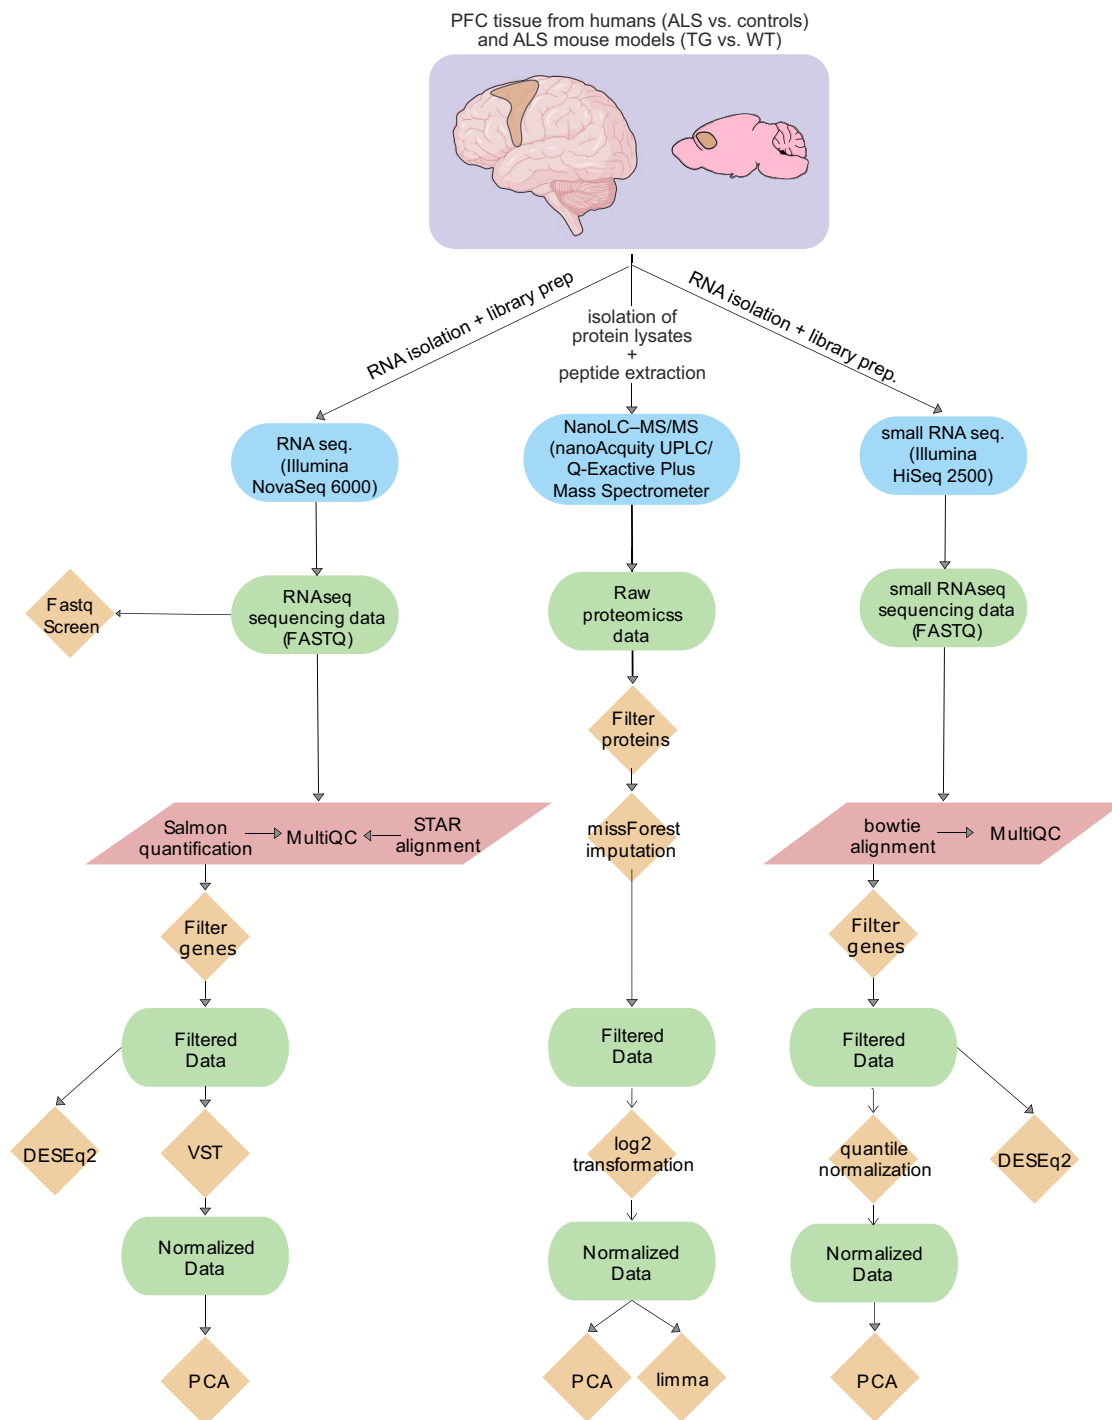 PFC tissue from humans (ALS vs. controls)
and ALS mouse models (TG vs. WT)
RNA isolation + library prep
isolation of
protein lysates
+
peptide extraction
RNA isolation + library prep.
RNA seq.
(Illumina
NovaSeq 6000)
NanoLC–MS/MS
(nanoAcquity UPLC/
Q-Exactive Plus
Mass Spectrometer
small RNA seq.
(Illumina
HiSeq 2500)
Fastq
Screen
RNAseq
sequencing data
(FASTQ)
Raw
proteomicss
data
small RNAseq
sequencing data
(FASTQ)
Filter
proteins
Salmon
quantification
MultiQC
STAR
alignment
missForest
imputation
bowtie
alignment
MultiQC
Filter
genes
Filter
genes
Filtered
Data
Filtered
Data
Filtered
Data
DESEq2
VST
log2
transformation
quantile
normalization
DESEq2
Normalized
Data
Normalized
Data
Normalized
Data
PCA
PCA
limma
PCA